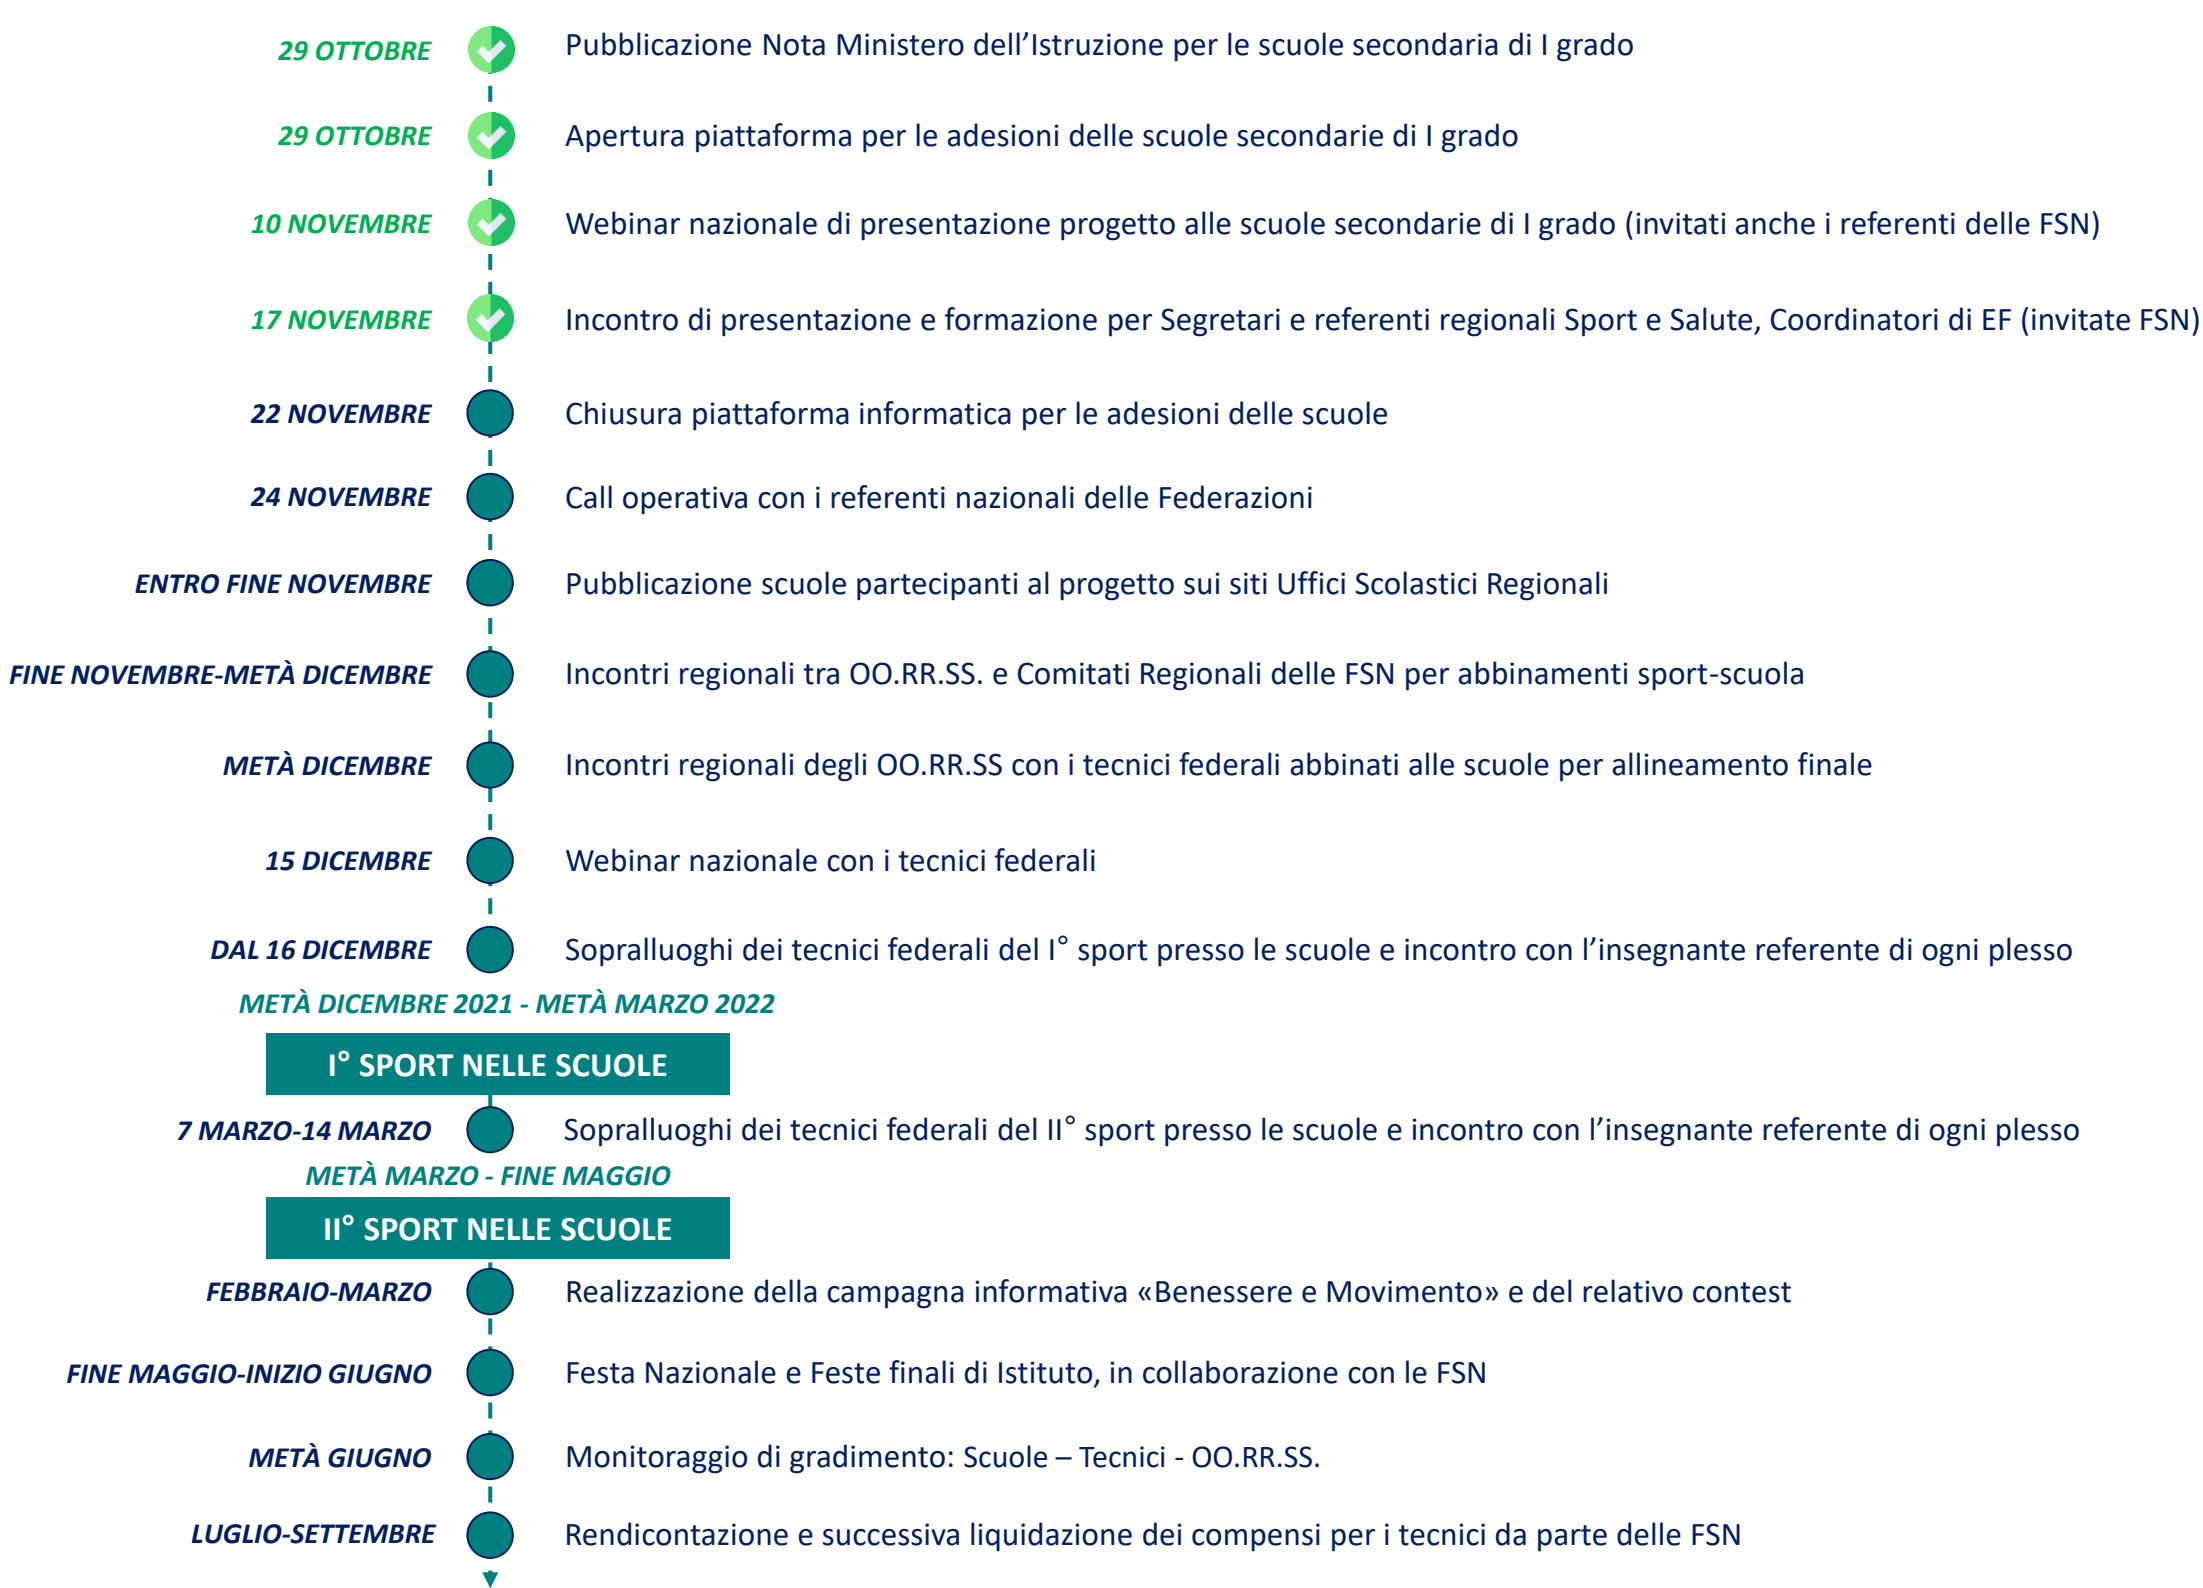 29 OTTOBRE Pubblicazione Nota Ministero dell’Istruzione per le scuole secondaria di I grado
29 OTTOBRE Apertura piattaforma per le adesioni delle scuole secondarie di I grado
10 NOVEMBRE Webinar nazionale di presentazione progetto alle scuole secondarie di I grado (invitati anche i referenti delle FSN)
17 NOVEMBRE Incontro di presentazione e formazione per Segretari e referenti regionali Sport e Salute, Coordinatori di EF (invitate FSN)
22 NOVEMBRE Chiusura piattaforma informatica per le adesioni delle scuole
24 NOVEMBRE Call operativa con i referenti nazionali delle Federazioni
ENTRO FINE NOVEMBRE Pubblicazione scuole partecipanti al progetto sui siti Uffici Scolastici Regionali
FINE NOVEMBRE-METÀ DICEMBRE Incontri regionali tra OO.RR.SS. e Comitati Regionali delle FSN per abbinamenti sport-scuola
METÀ DICEMBRE Incontri regionali degli OO.RR.SS con i tecnici federali abbinati alle scuole per allineamento finale
15 DICEMBRE Webinar nazionale con i tecnici federali
DAL 16 DICEMBRE Sopralluoghi dei tecnici federali del I° sport presso le scuole e incontro con l’insegnante referente di ogni plesso
METÀ DICEMBRE 2021 - METÀ MARZO 2022
I° SPORT NELLE SCUOLE
7 MARZO-14 MARZO Sopralluoghi dei tecnici federali del II° sport presso le scuole e incontro con l’insegnante referente di ogni plesso
METÀ MARZO - FINE MAGGIO
II° SPORT NELLE SCUOLE
FEBBRAIO-MARZO Realizzazione della campagna informativa «Benessere e Movimento» e del relativo contest
FINE MAGGIO-INIZIO GIUGNO Festa Nazionale e Feste finali di Istituto, in collaborazione con le FSN
METÀ GIUGNO Monitoraggio di gradimento: Scuole – Tecnici - OO.RR.SS.
LUGLIO-SETTEMBRE Rendicontazione e successiva liquidazione dei compensi per i tecnici da parte delle FSN